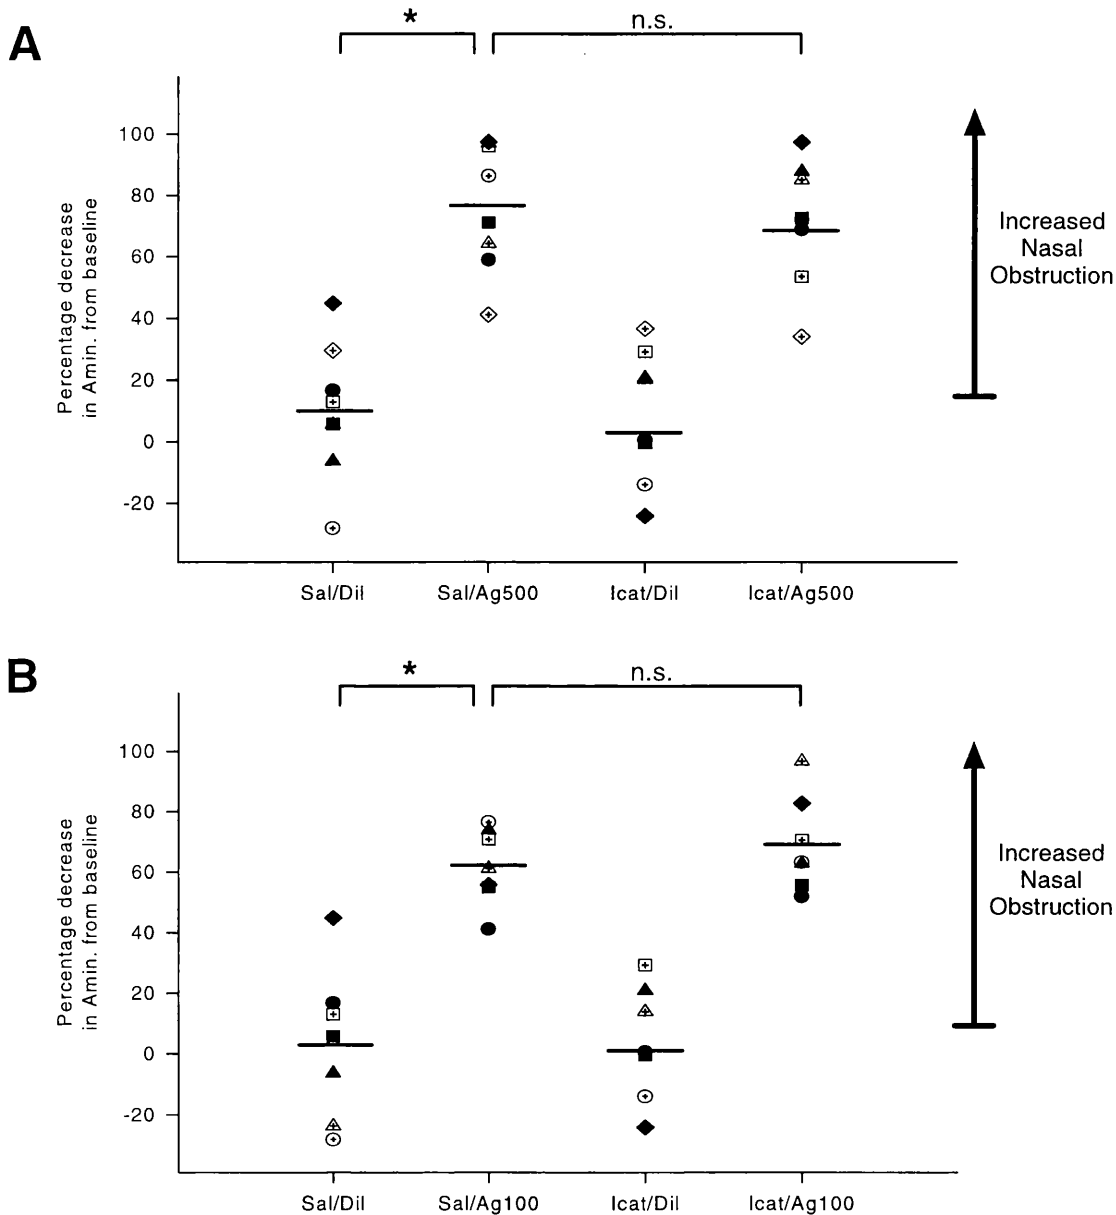 A
*
n.s.
100
80
60
40
20
0
-20
Percentage decrease
in Amin. from baseline
Increased
Nasal
Obstruction
Sal/Dil
Sal/Ag500
Icat/Dil
Icat/Ag500
B
*
n.s.
100
80
60
40
20
0
-20
Percentage decrease
in Amin. from baseline
Increased
Nasal
Obstruction
Sal/Dil
Sal/Ag100
Icat/Dil
Icat/Ag100